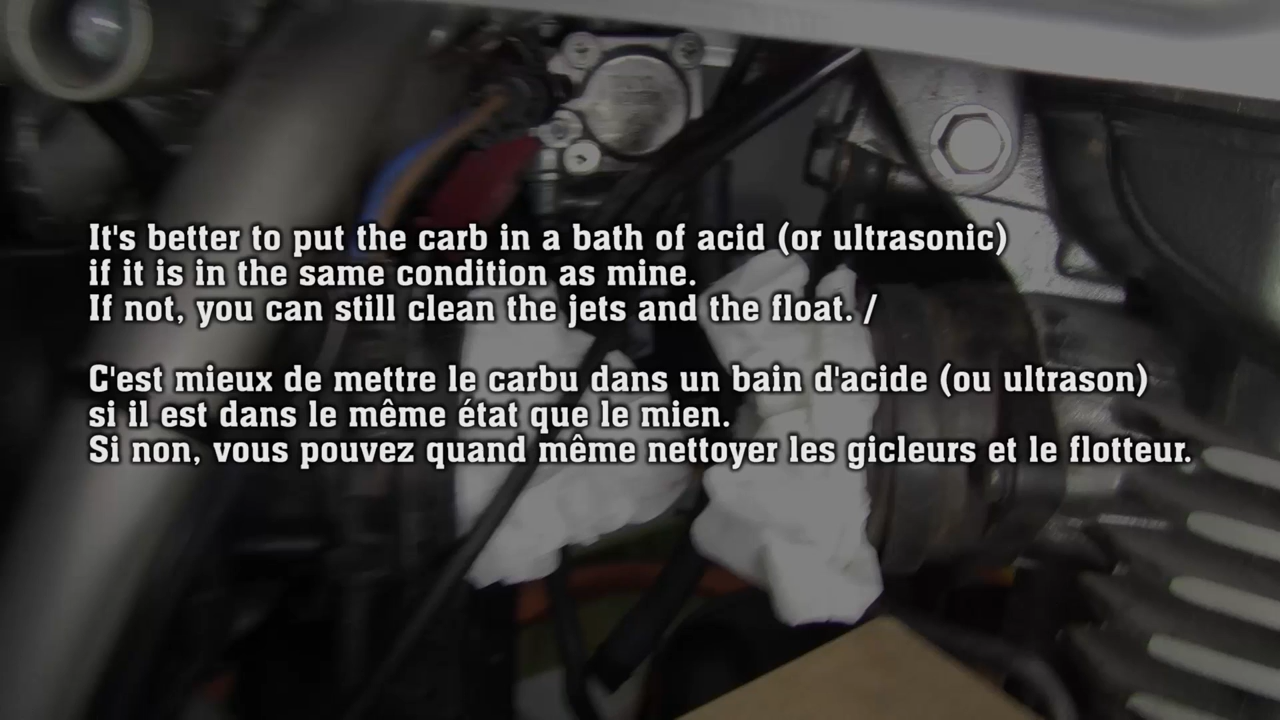 It's better to put the carb in a bath of acid (or ultrasonic)
if it is in the same condition as mine.
If not, you can still clean the jets and the float. /
C'est mieux de mettre le carbu dans un bain d'acide (ou ultrason)
si il est dans le même état que le mien.
Si non, vous pouvez quand même nettoyer les gicleurs et le flotteur.